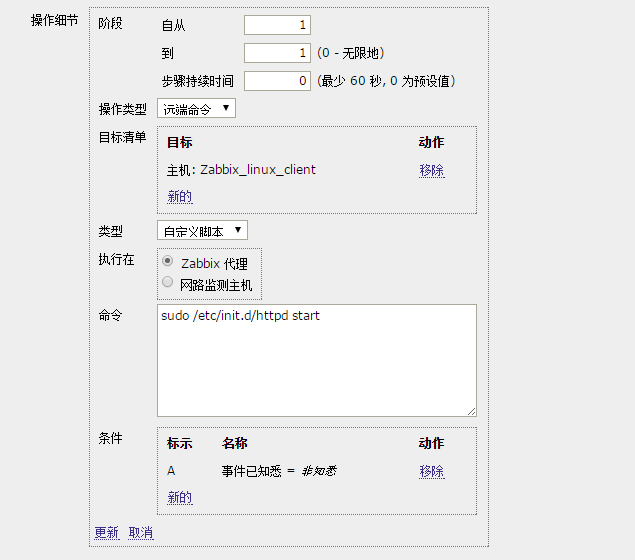 操作细节
阶段 自从 1
到 1 (0 - 无限地)
步骤持续时间 0 (最少 60 秒, 0 为预设值)
操作类型 远端命令
目标清单 目标 动作
主机: Zabbix_linux_client 移除
新的
类型 自定义脚本
执行在 Zabbix 代理
网路监测主机
命令 sudo /etc/init.d/httpd start
条件 标示 名称 动作
A 事件已知悉 = 非知悉 移除
新的
更新 取消